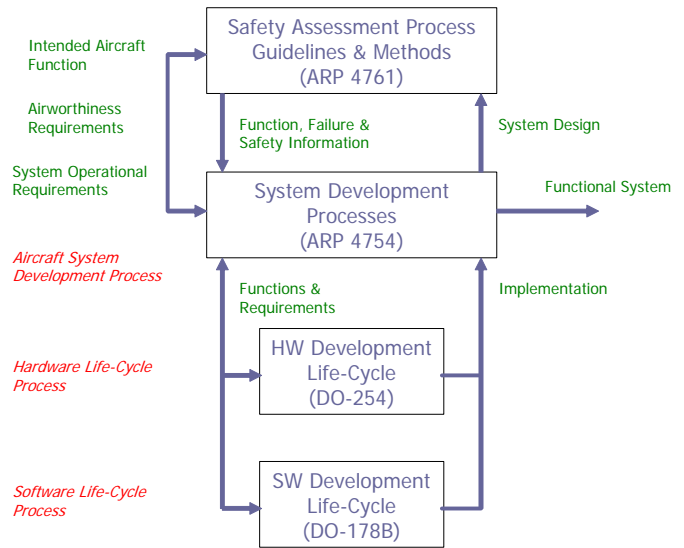 Safety Assessment Process
Guidelines & Methods
(ARP 4761)
Intended Aircraft
Function
Airworthiness
Requirements
Function, Failure &
Safety Information
System Design
System Operational
Requirements
System Development
Processes
(ARP 4754)
Functional System
Aircraft System
Development Process
Functions &
Requirements
Implementation
HW Development
Life-Cycle
(DO-254)
Hardware Life-Cycle
Process
SW Development
Life-Cycle
(DO-178B)
Software Life-Cycle
Process